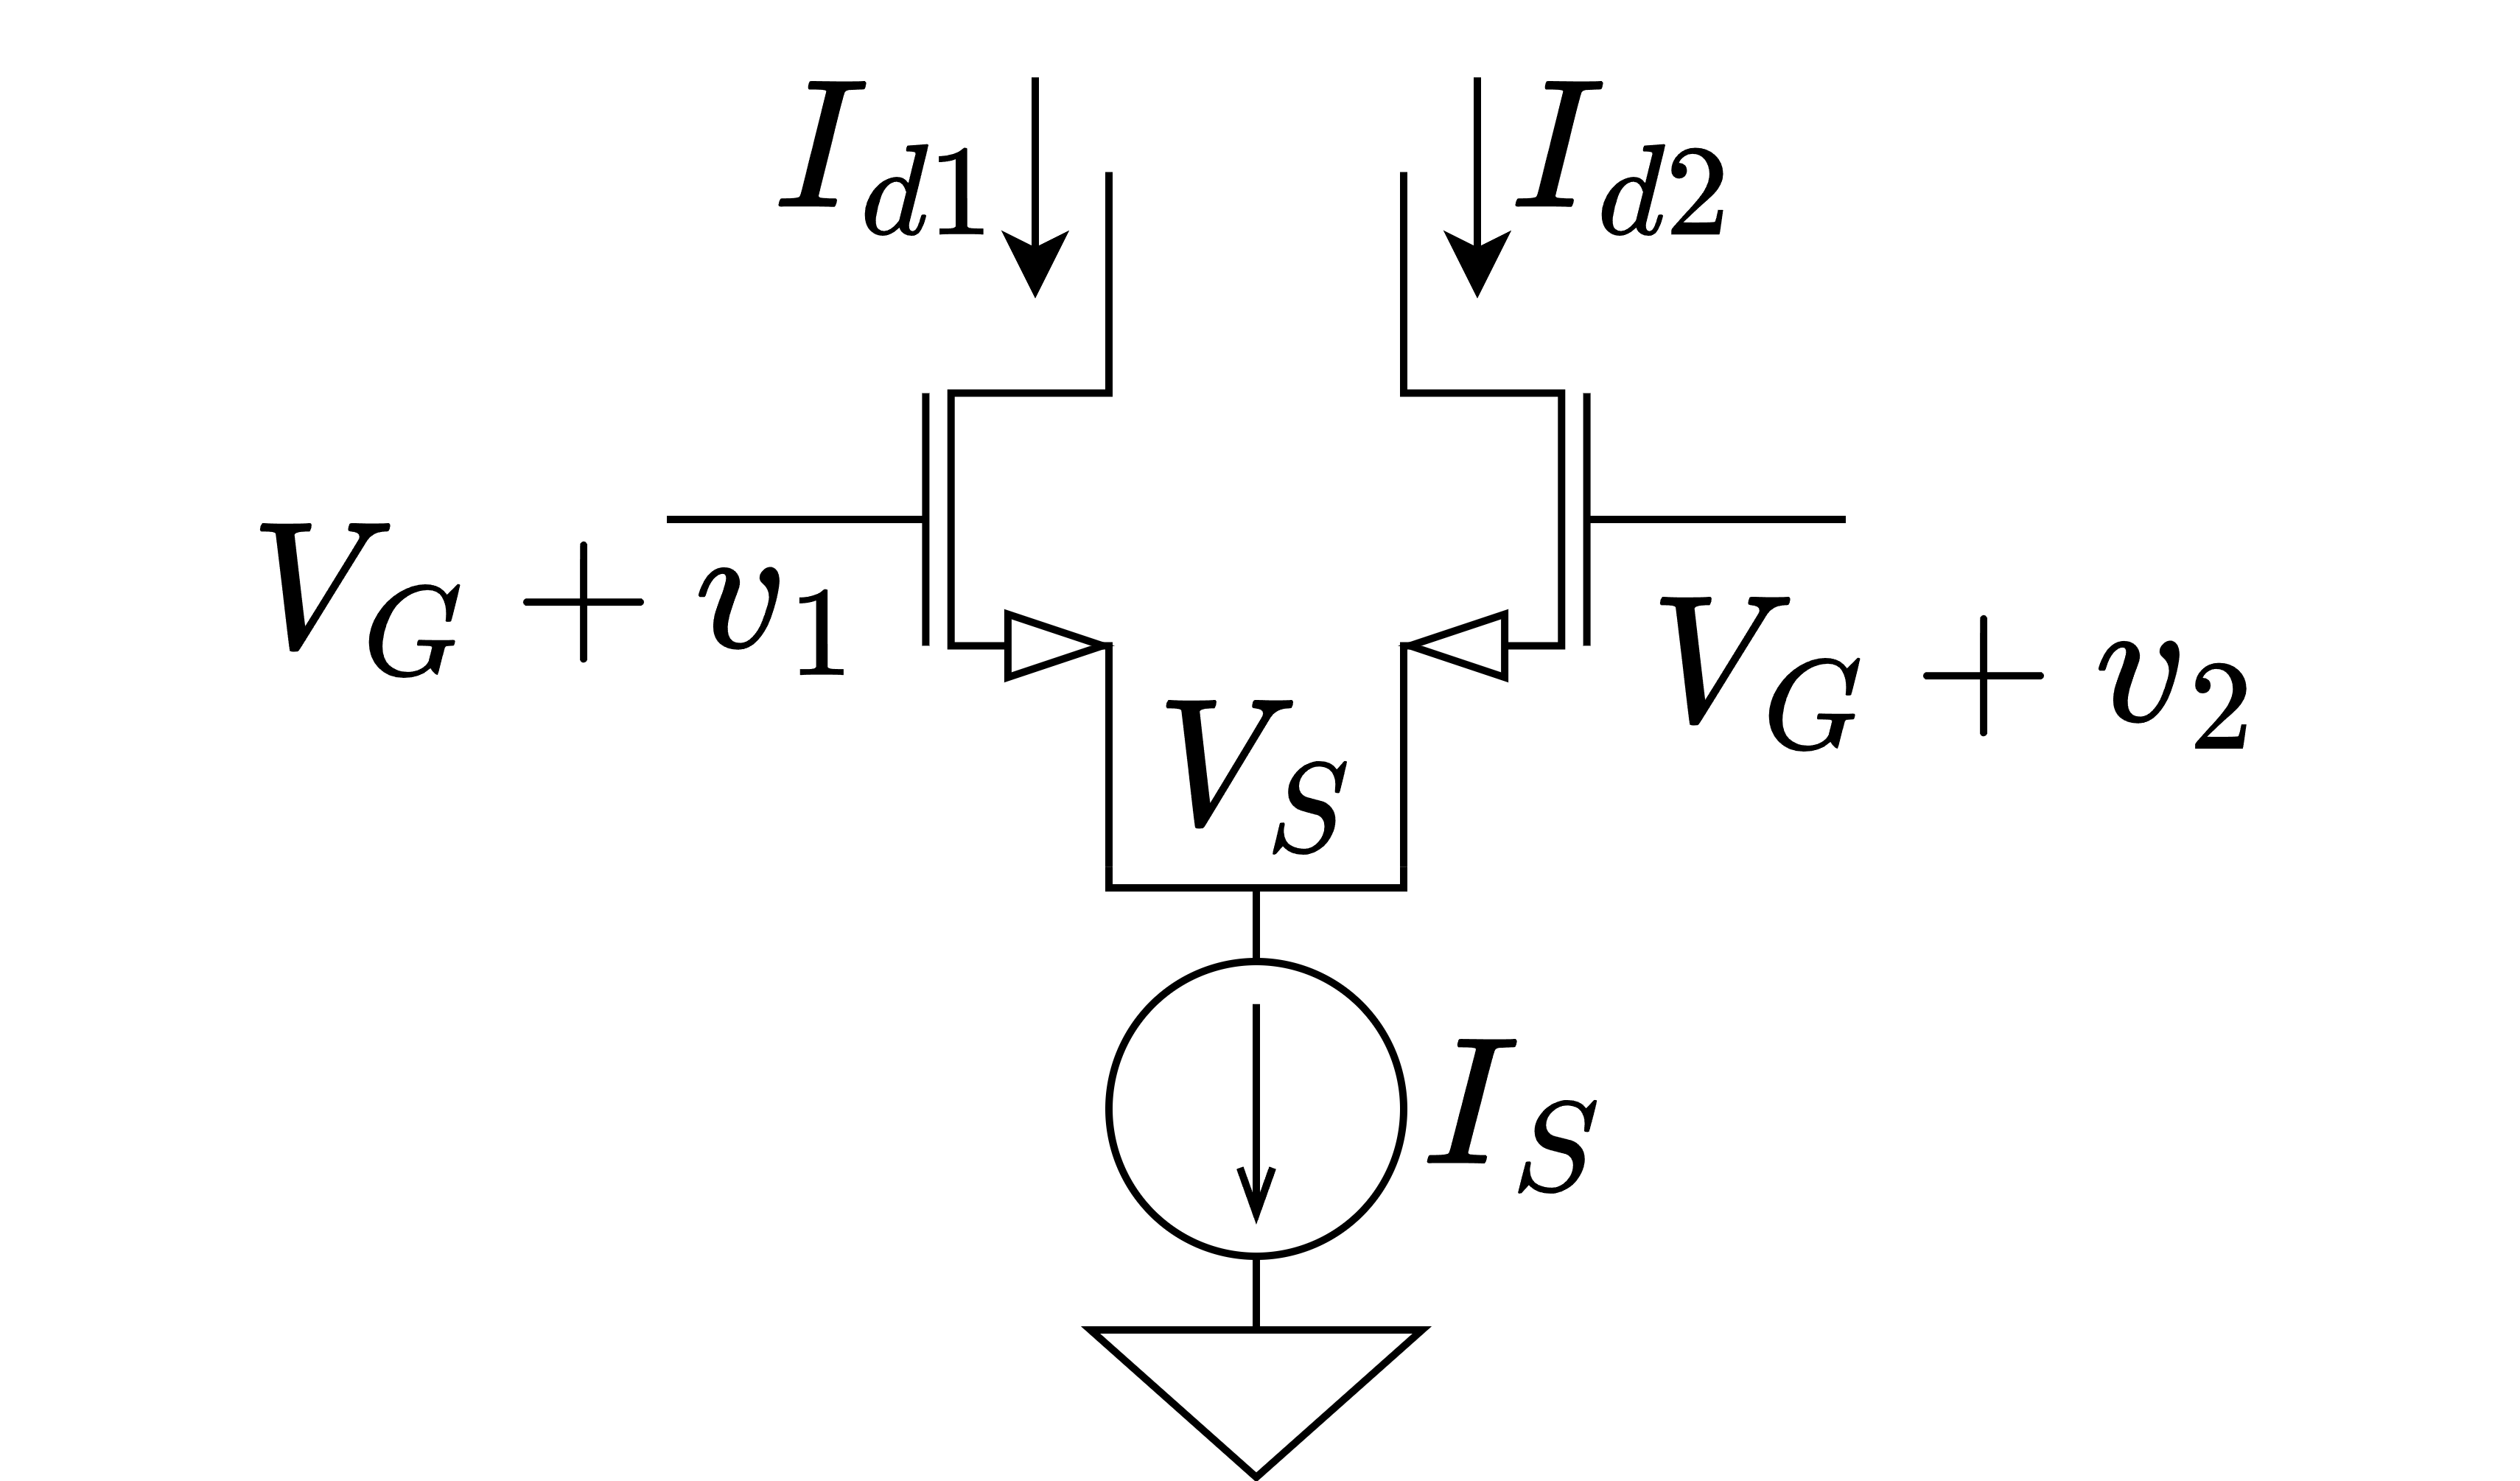 I_{d1}
I_{d2}
V_G + v_1
V_G + v_2
V_S
I_S